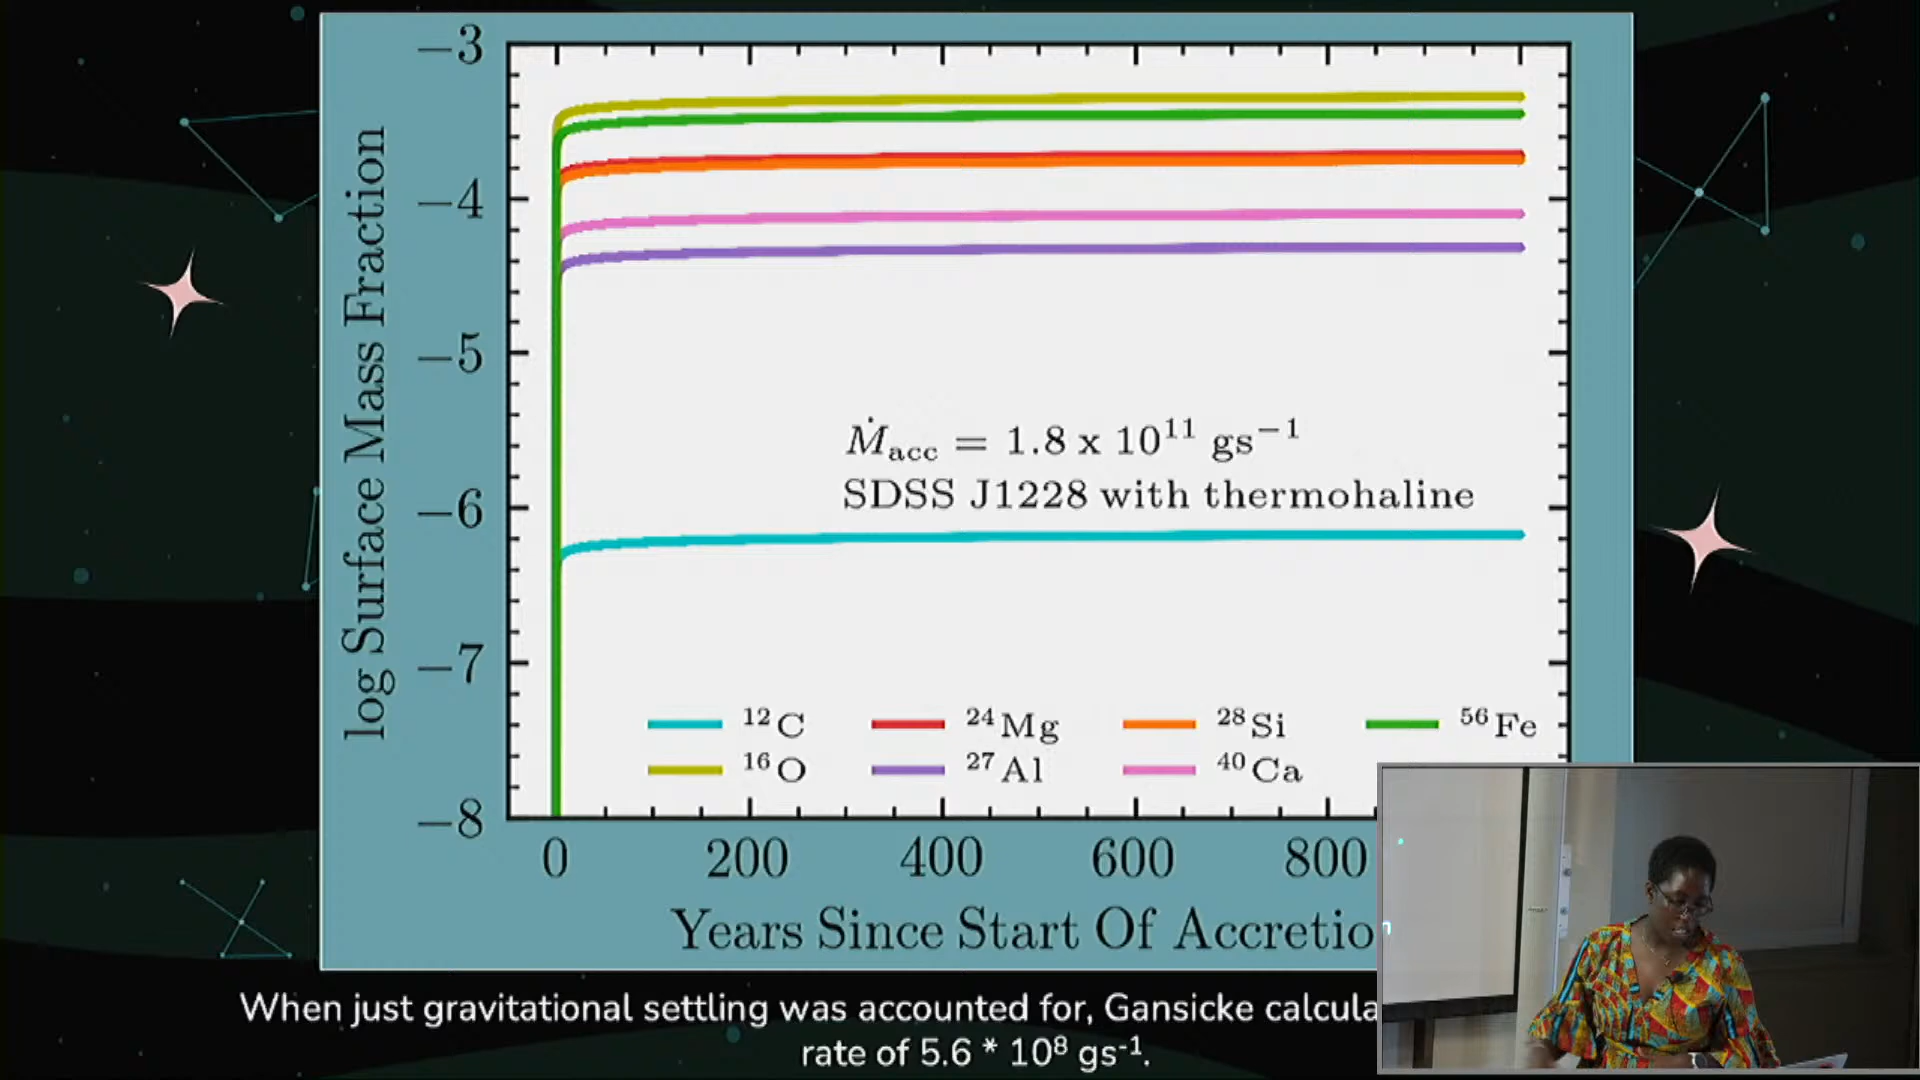 −3
−4
−5
−6
−7
−8
log Surface Mass Fraction
Ṁacc = 1.8 x 10¹¹ gs⁻¹
SDSS J1228 with thermohaline
¹²C ²⁴Mg ²⁸Si ⁵⁶Fe
¹⁶O ²⁷Al ⁴⁰Ca
0 200 400 600 800
Years Since Start Of Accretio
When just gravitational settling was accounted for, Gansicke calcula
rate of 5.6 * 10⁸ gs⁻¹.